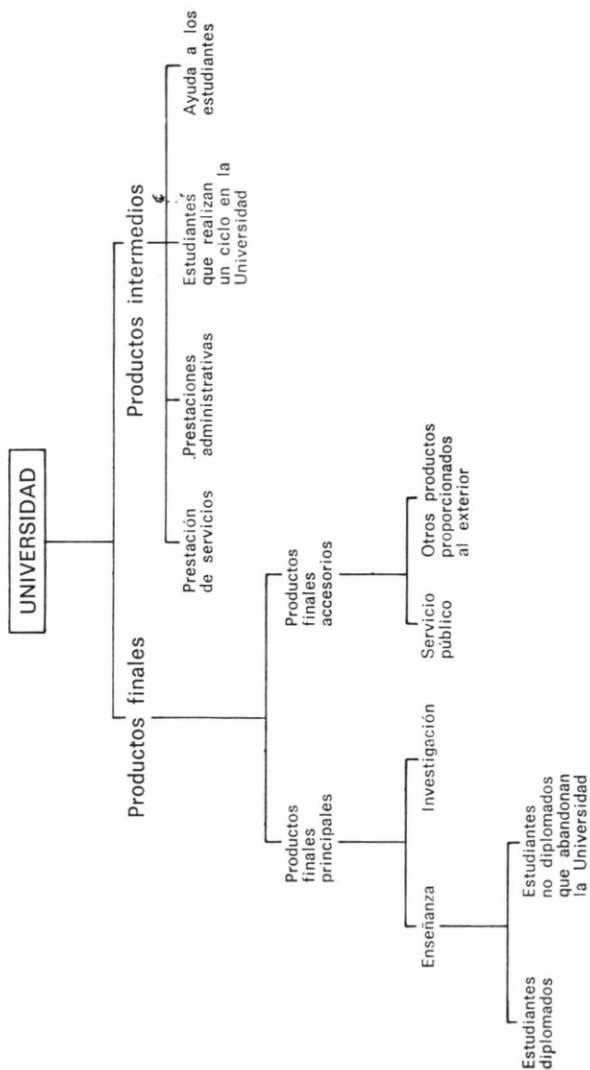 UNIVERSIDAD
Productos finales
Productos intermedios
Prestación
de servicios
.Prestaciones
administrativas
Estudiantes
que realizan
un ciclo en la
Universidad
Ayuda a los
estudiantes
Productos
finales
principales
Productos
finales
accesorios
Enseñanza
Investigación
Servicio
público
Otros productos
proporcionados
al exterior
Estudiantes
diplomados
Estudiantes
no diplomados
que abandonan
la Universidad